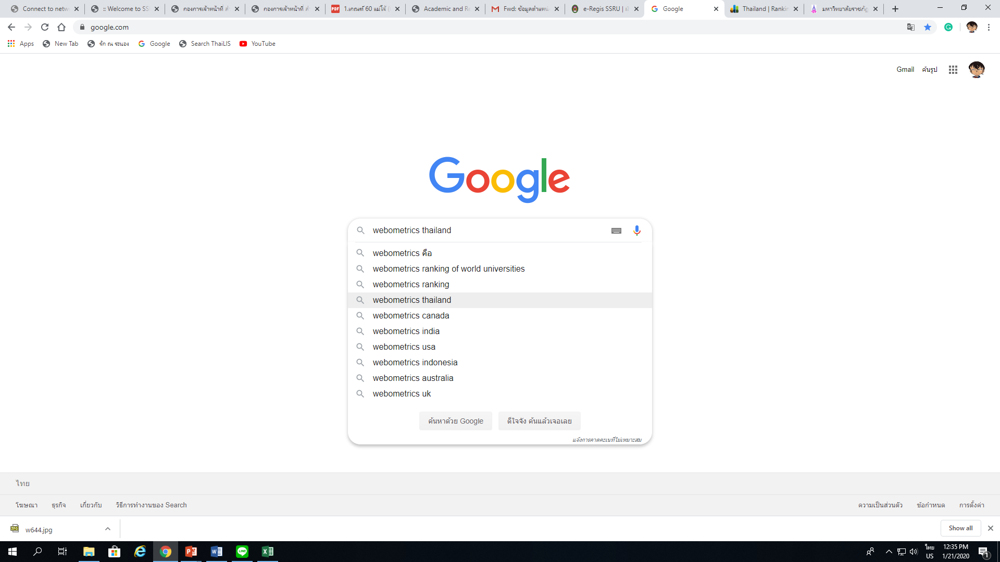 Connect to netw
:: Welcome to SS
กองการเจ้าหน้าที่ สำ
กองการเจ้าหน้าที่ สำ
1.เกณฑ์ 60 แม่โจ้ (
Academic and Re
Fwd: ข้อมูลตำแหน่
e-Regis SSRU |
Google
Thailand | Rankin
มหาวิทยาลัยราชภัฏ
google.com
Apps
New Tab
รัก ณ ระนอง
Google
Search ThaiLIS
YouTube
Gmail
ค้นรูป
Google
webometrics thailand
webometrics คือ
webometrics ranking of world universities
webometrics ranking
webometrics thailand
webometrics canada
webometrics india
webometrics usa
webometrics indonesia
webometrics australia
webometrics uk
ค้นหาด้วย Google
ดีใจจัง ค้นแล้วเจอเลย
แจ้งการคาดคะเนที่ไม่เหมาะสม
ไทย
โฆษณา
ธุรกิจ
เกี่ยวกับ
วิธีการทำงานของ Search
ความเป็นส่วนตัว
ข้อกำหนด
การตั้งค่า
w644.jpg
Show all
ไทย
US
12:35 PM
1/21/2020
1